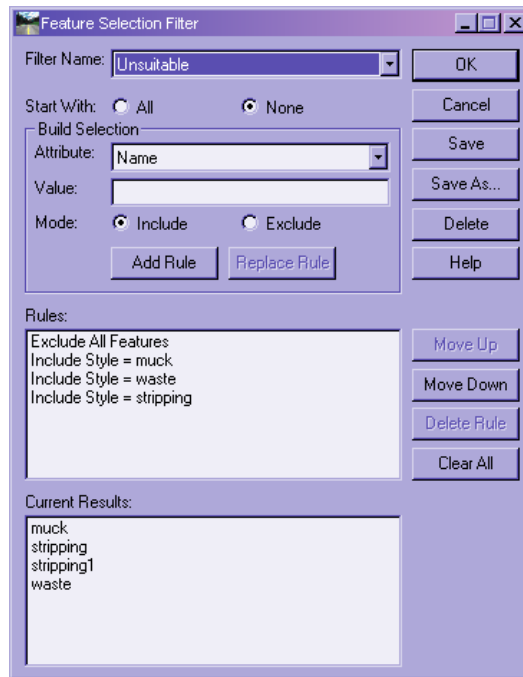 Feature Selection Filter
Filter Name: Unsuitable
OK
Start With: All None
Cancel
Build Selection
Attribute: Name
Save
Value:
Save As...
Mode: Include Exclude
Delete
Add Rule Replace Rule
Help
Rules:
Exclude All Features
Include Style = muck
Include Style = waste
Include Style = stripping
Move Up
Move Down
Delete Rule
Clear All
Current Results:
muck
stripping
stripping1
waste